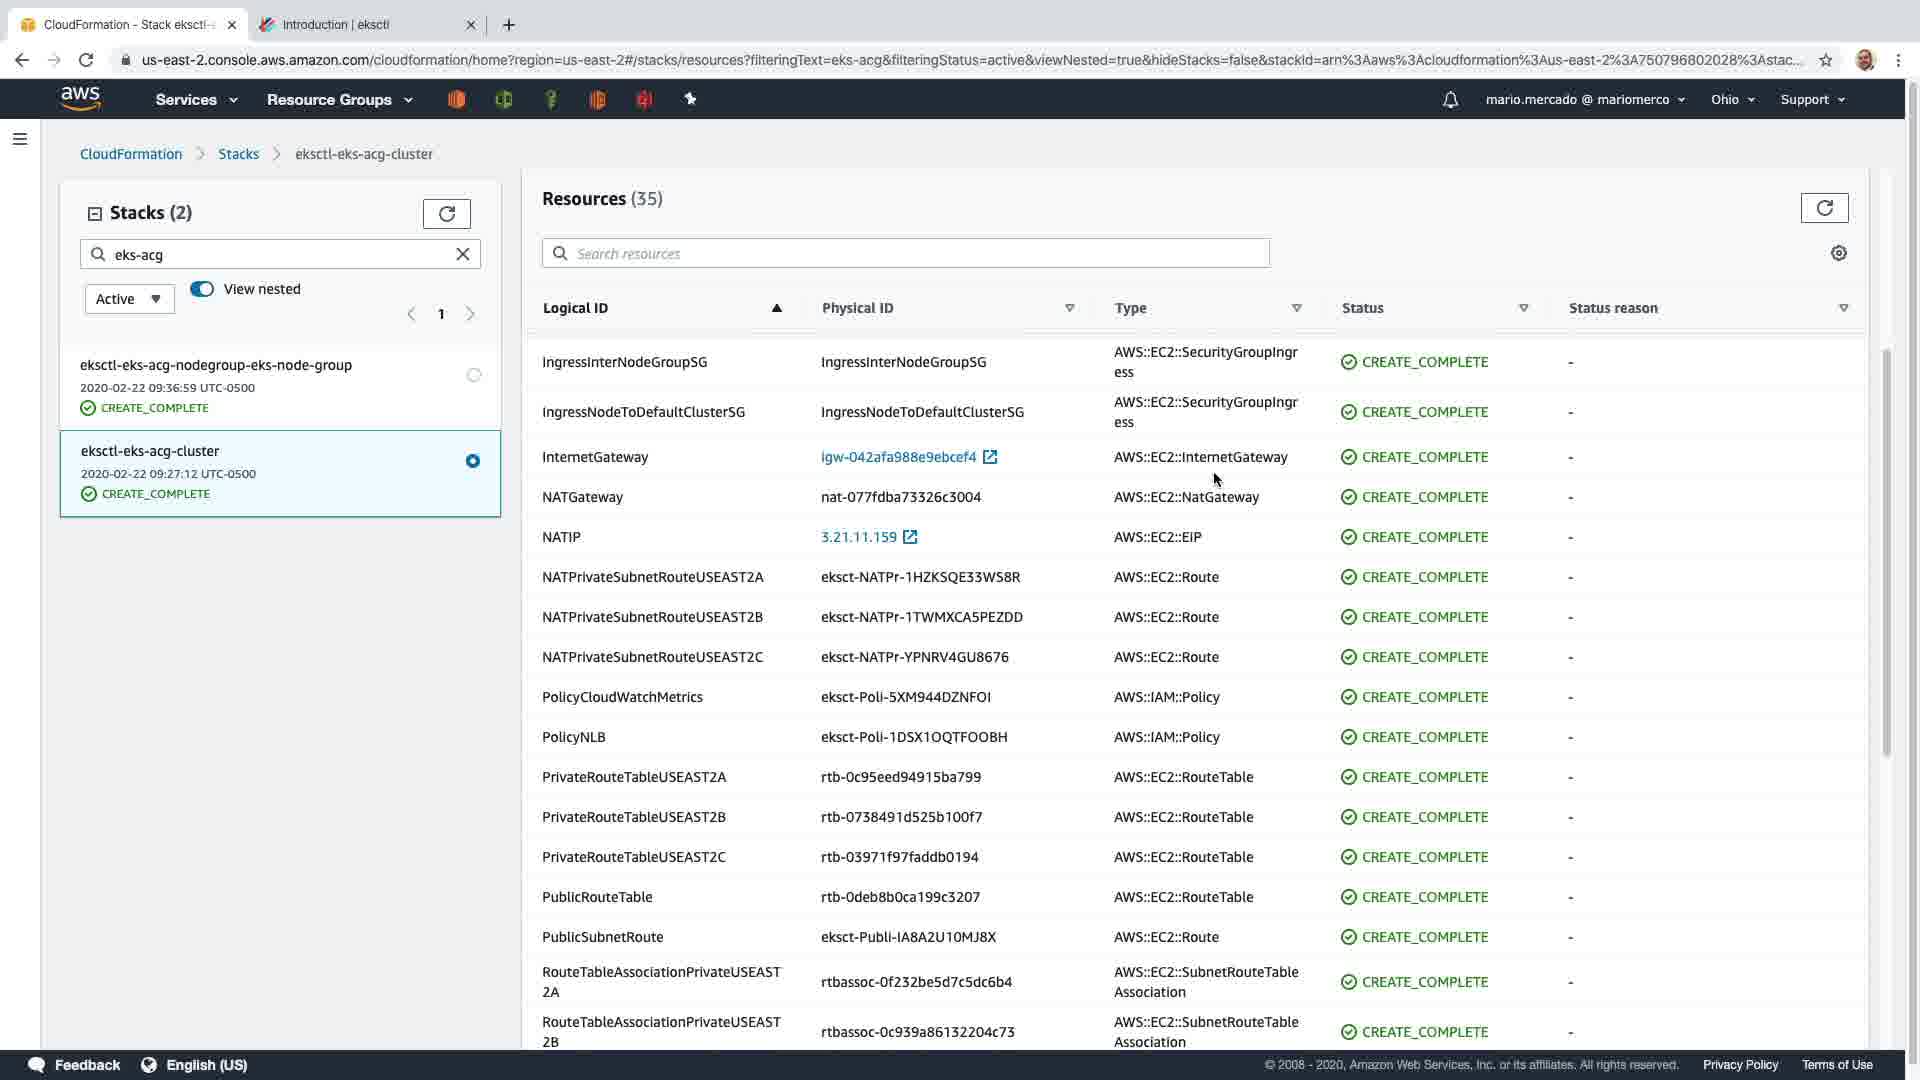 CloudFormation - Stack eksctl-e
Introduction | eksctl
us-east-2.console.aws.amazon.com/cloudformation/home?region=us-east-2#/stacks/resources?filteringText=eks-acg&filteringStatus=active&viewNested=true&hideStacks=false&stackId=arn%3Aaws%3Acloudformation%3Aus-east-2%3A750796802028%3Astac...
aws
Services
Resource Groups
mario.mercado @ mariomerco
Ohio
Support
CloudFormation > Stacks > eksctl-eks-acg-cluster
Stacks (2)
eks-acg
Active
View nested
1
eksctl-eks-acg-nodegroup-eks-node-group
2020-02-22 09:36:59 UTC-0500
CREATE_COMPLETE
eksctl-eks-acg-cluster
2020-02-22 09:27:12 UTC-0500
CREATE_COMPLETE
Resources (35)
Search resources
Logical ID Physical ID Type Status Status reason
IngressInterNodeGroupSG IngressInterNodeGroupSG AWS::EC2::SecurityGroupIngr
ess CREATE_COMPLETE -
IngressNodeToDefaultClusterSG IngressNodeToDefaultClusterSG AWS::EC2::SecurityGroupIngr
ess CREATE_COMPLETE -
InternetGateway igw-042afa988e9ebcef4 AWS::EC2::InternetGateway CREATE_COMPLETE -
NATGateway nat-077fdba73326c3004 AWS::EC2::NatGateway CREATE_COMPLETE -
NATIP 3.21.11.159 AWS::EC2::EIP CREATE_COMPLETE -
NATPrivateSubnetRouteUSEAST2A eksct-NATPr-1HZKSQE33WS8R AWS::EC2::Route CREATE_COMPLETE -
NATPrivateSubnetRouteUSEAST2B eksct-NATPr-1TWMXCA5PEZDD AWS::EC2::Route CREATE_COMPLETE -
NATPrivateSubnetRouteUSEAST2C eksct-NATPr-YPNRV4GU8676 AWS::EC2::Route CREATE_COMPLETE -
PolicyCloudWatchMetrics eksct-Poli-5XM944DZNFOI AWS::IAM::Policy CREATE_COMPLETE -
PolicyNLB eksct-Poli-1DSX1OQTFOOBH AWS::IAM::Policy CREATE_COMPLETE -
PrivateRouteTableUSEAST2A rtb-0c95eed94915ba799 AWS::EC2::RouteTable CREATE_COMPLETE -
PrivateRouteTableUSEAST2B rtb-0738491d525b100f7 AWS::EC2::RouteTable CREATE_COMPLETE -
PrivateRouteTableUSEAST2C rtb-03971f97faddb0194 AWS::EC2::RouteTable CREATE_COMPLETE -
PublicRouteTable rtb-0deb8b0ca199c3207 AWS::EC2::RouteTable CREATE_COMPLETE -
PublicSubnetRoute eksct-Publi-IA8A2U10MJ8X AWS::EC2::Route CREATE_COMPLETE -
RouteTableAssociationPrivateUSEAST
2A rtbassoc-0f232be5d7c5dc6b4 AWS::EC2::SubnetRouteTable
Association CREATE_COMPLETE -
RouteTableAssociationPrivateUSEAST
2B rtbassoc-0c939a86132204c73 AWS::EC2::SubnetRouteTable
Association CREATE_COMPLETE -
Feedback
English (US)
© 2008 - 2020, Amazon Web Services, Inc. or its affiliates. All rights reserved.
Privacy Policy
Terms of Use